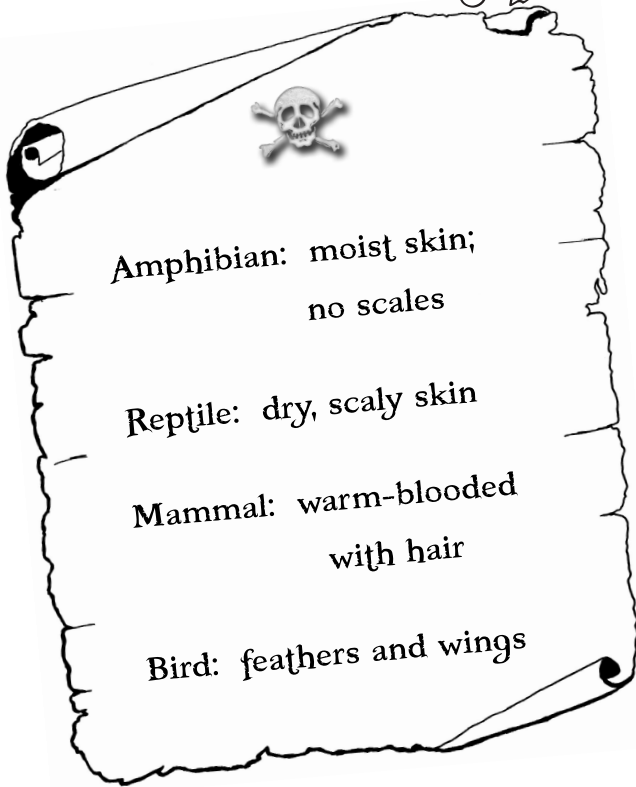 Amphibian: moist skin;
no scales
Reptile: dry, scaly skin
Mammal: warm-blooded
with hair
Bird: feathers and wings